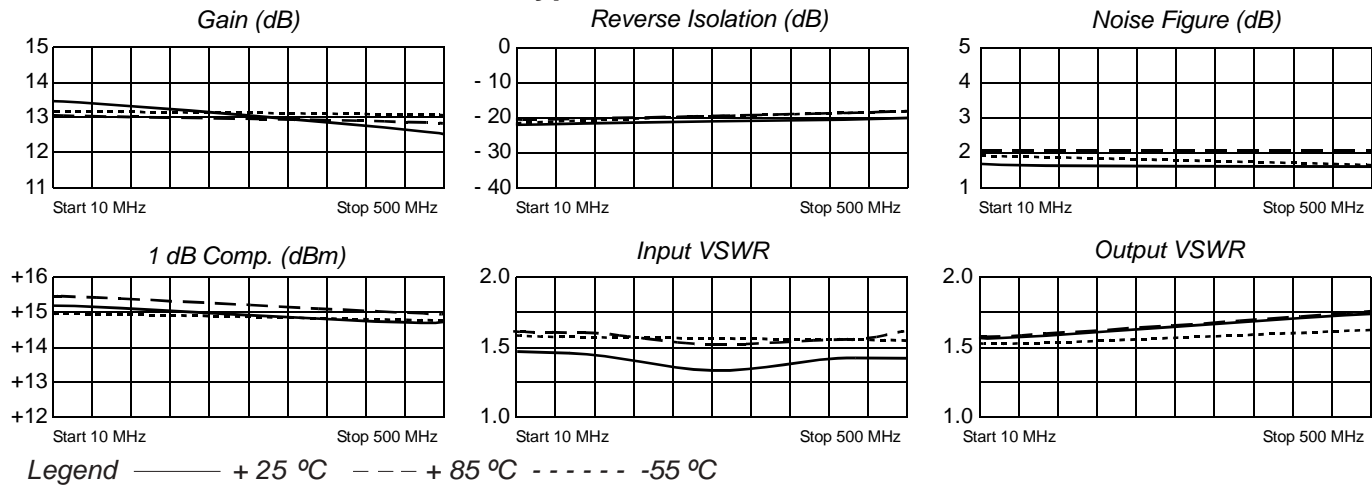 Gain (dB)
15
14
13
12
11
Start 10 MHz Stop 500 MHz
Reverse Isolation (dB)
0
- 10
- 20
- 30
- 40
Start 10 MHz Stop 500 MHz
Noise Figure (dB)
5
4
3
2
1
Start 10 MHz Stop 500 MHz
1 dB Comp. (dBm)
+16
+15
+14
+13
+12
Start 10 MHz Stop 500 MHz
Input VSWR
2.0
1.5
1.0
Start 10 MHz Stop 500 MHz
Output VSWR
2.0
1.5
1.0
Start 10 MHz Stop 500 MHz
Legend + 25 ºC + 85 ºC -55 ºC